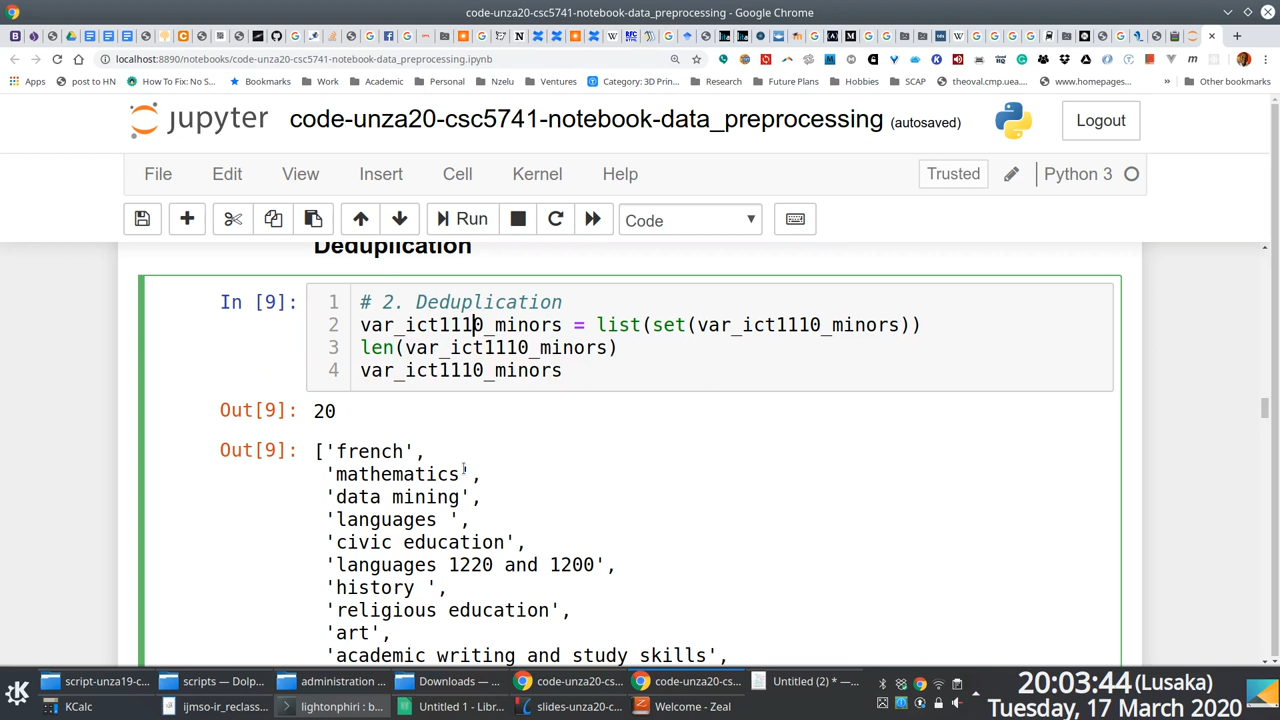 code-unza20-csc5741-notebook-data_preprocessing - Google Chrome
localhost:8890/notebooks/code-unza20-csc5741-notebook-data_preprocessing.ipynb
Apps
post to HN
How To Fix: No S...
Bookmarks
Work
Academic
Personal
Nzelu
Ventures
Category: 3D Prin...
Research
Future Plans
Hobbies
SCAP
theoval.cmp.uea....
www.homepages...
»
Other bookmarks
jupyter code-unza20-csc5741-notebook-data_preprocessing (autosaved)
Logout
File Edit View Insert Cell Kernel Help
Trusted
Python 3
Run
Code
Deduplication
In [9]:
1 # 2. Deduplication
2 var_ict1110_minors = list(set(var_ict1110_minors))
3 len(var_ict1110_minors)
4 var_ict1110_minors
Out[9]: 20
Out[9]: ['french',
'mathematics',
'data mining',
'languages ',
'civic education',
'languages 1220 and 1200',
'history ',
'religious education',
'art',
'academic writing and study skills',
script-unza19-c...
scripts — Dolp...
administration ...
Downloads — ...
code-unza20-cs...
code-unza20-cs...
Untitled (2) * —...
20:03:44 (Lusaka)
KCalc
ijmso-ir_reclass...
lightonphiri : b...
Untitled 1 - Libr...
slides-unza20-c...
Welcome - Zeal
Tuesday, 17 March 2020